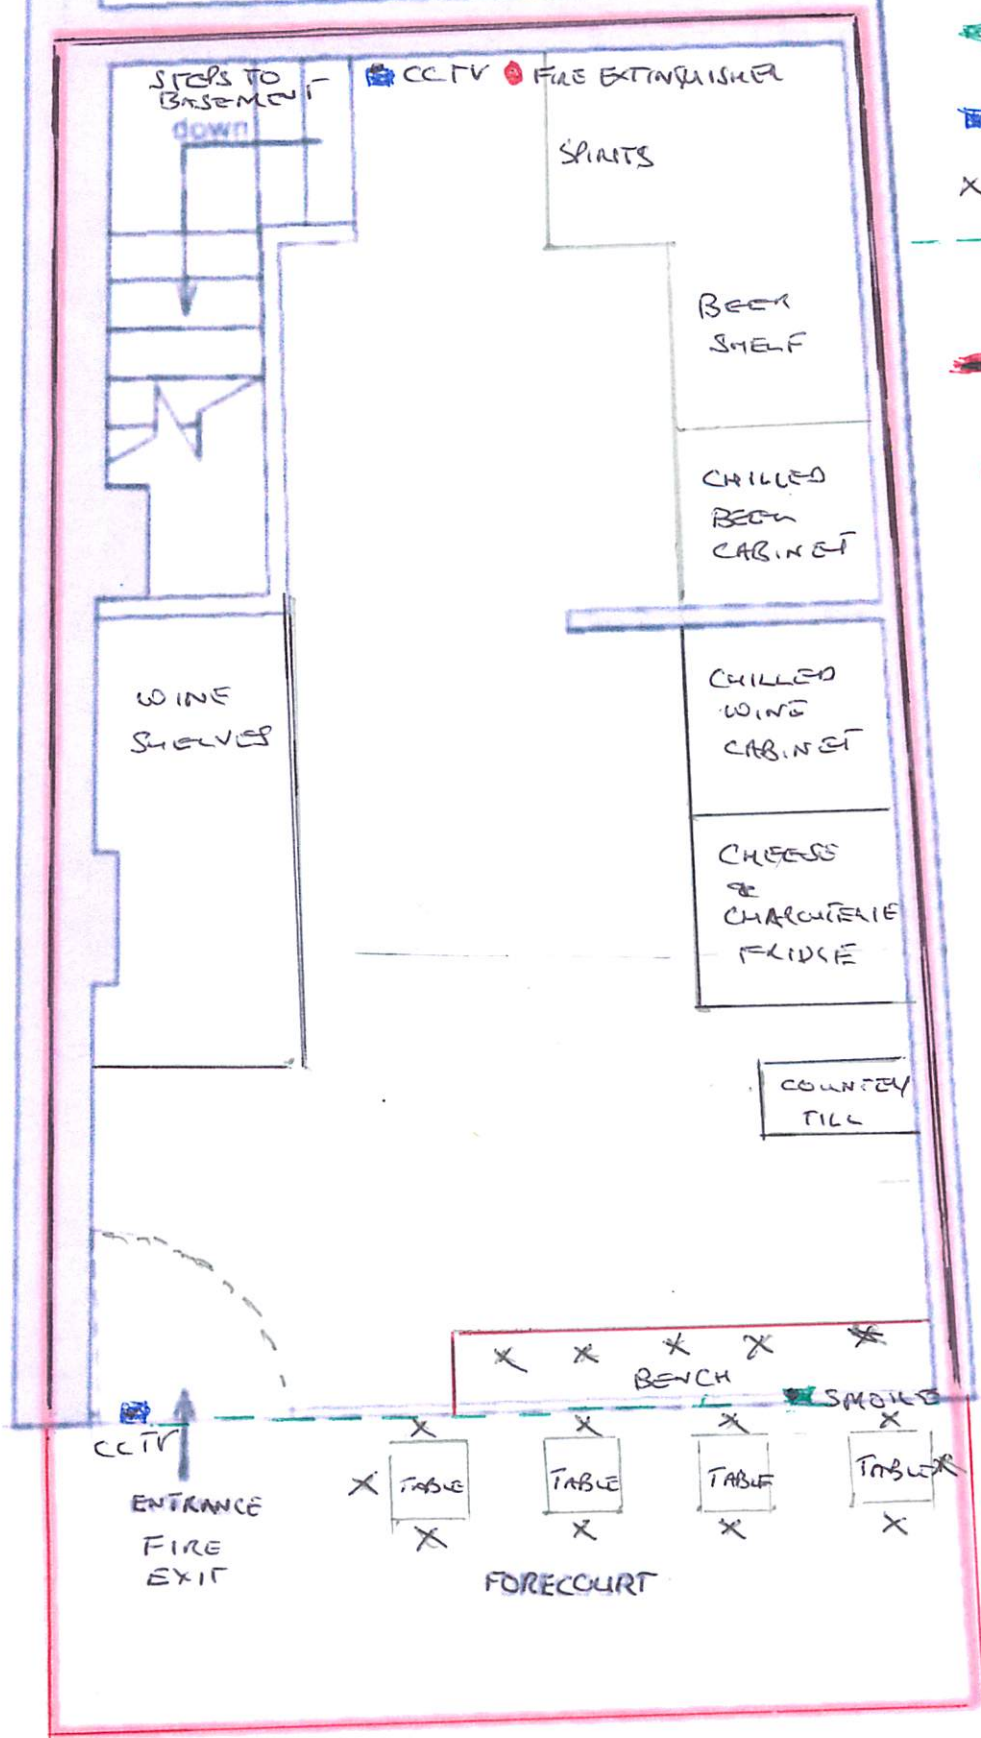 STEPS TO
BASEMENT
down
CCTV
FIRE EXTINGUISHER
SPIRITS
BEER
SHELF
CHILLED
BEER
CABINET
WINE
SHELVES
CHILLED
WINE
CABINET
CHEESE
&
CHARCUTERIE
FRIDGE
COUNTER/
TILL
X X X X X
BENCH
SMOKE
CCTV
X X X X
X TABLE TABLE TABLE TABLE X
X X X X
ENTRANCE
FIRE
EXIT
FORECOURT
X